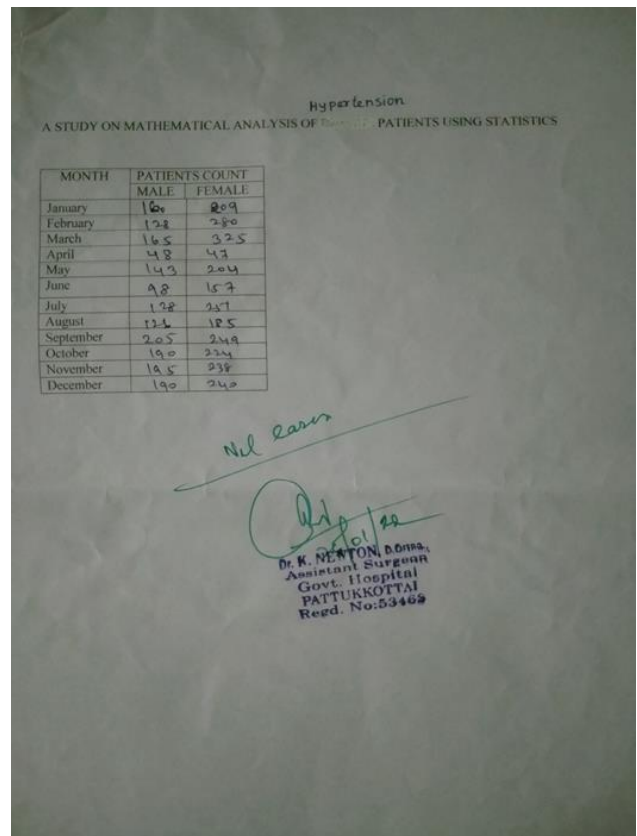 Hypertension
A STUDY ON MATHEMATICAL ANALYSIS OF PATIENTS USING STATISTICS
MONTH PATIENTS COUNT
MALE FEMALE
January 160 209
February 128 280
March 165 325
April 48 47
May 143 204
June 98 157
July 128 257
August 185
September 205 249
October 190 224
November 195 238
December 190 240
Nil cases
/01/22
Dr. K. NEWTON,
Assistant Surgeon
Govt. Hospital
PATTUKKOTTAI
Regd. No:53462